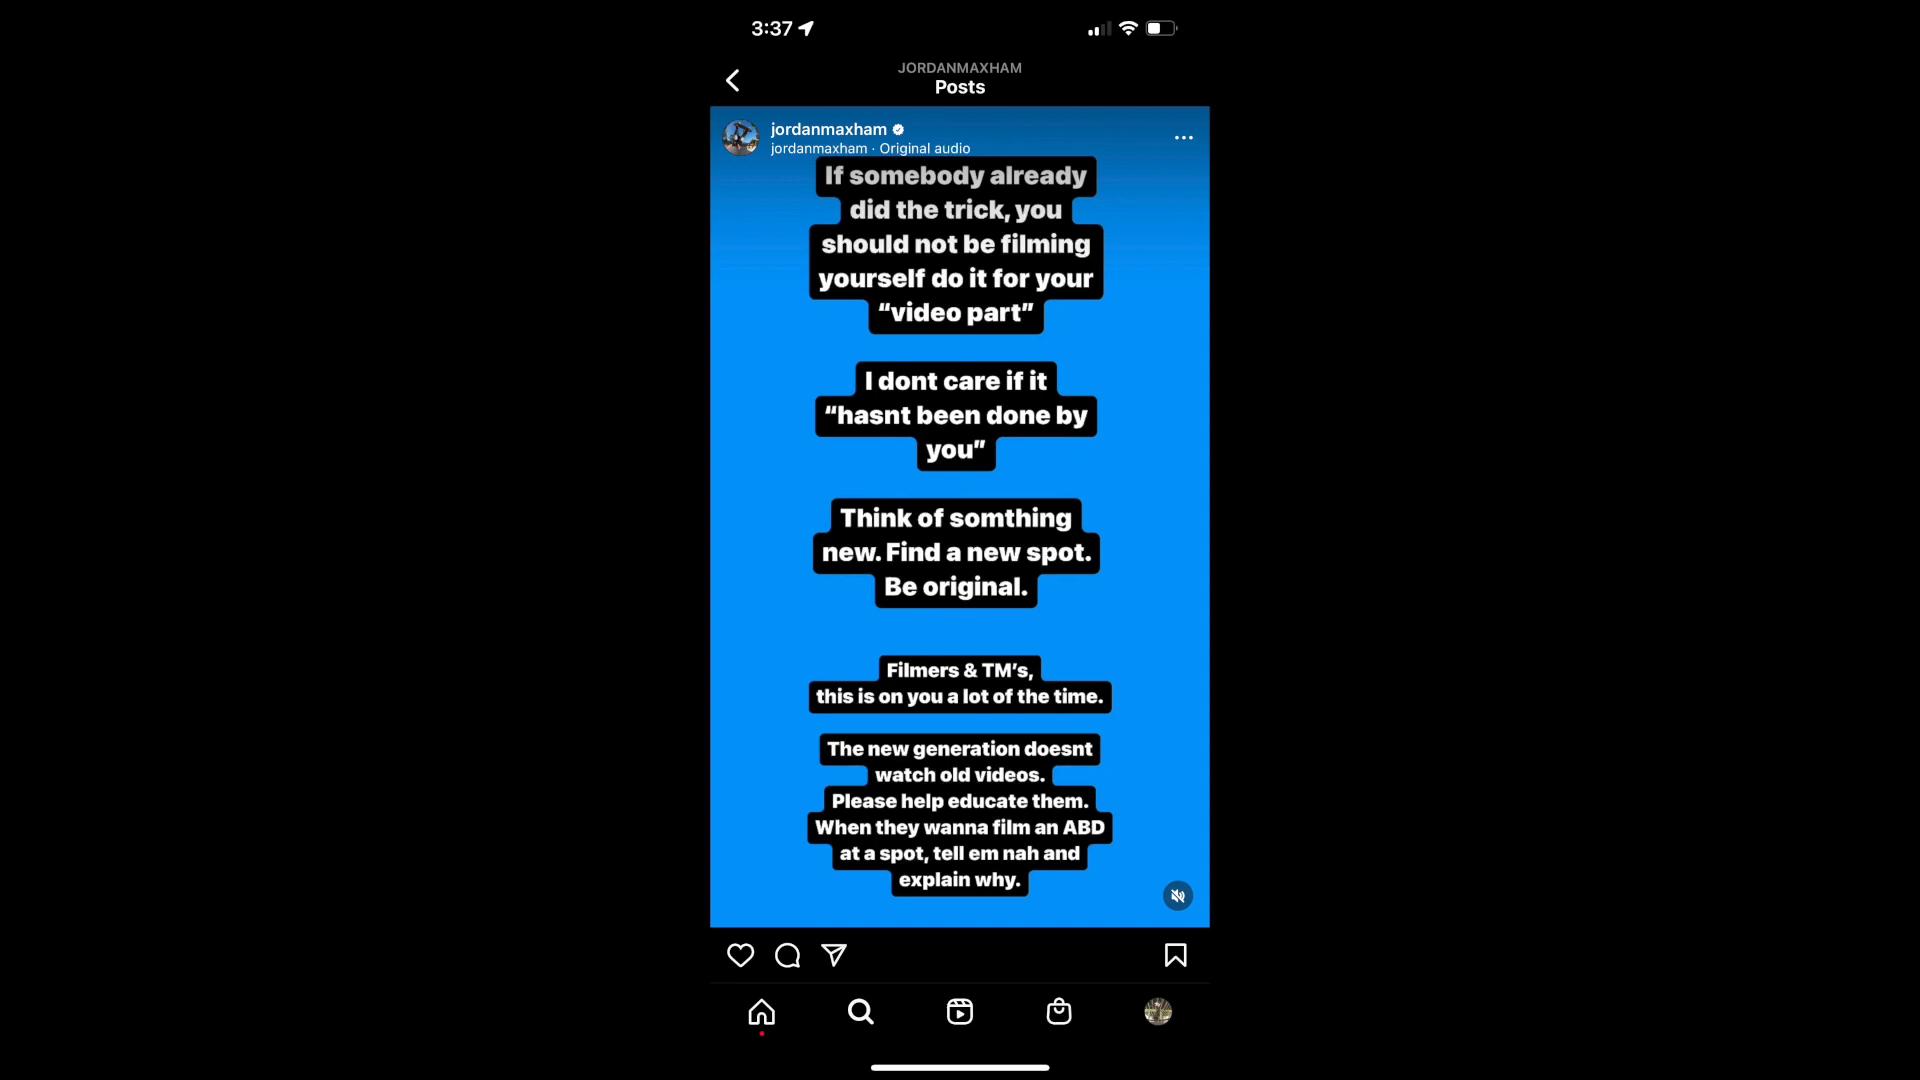 3:37
JORDANMAXHAM
Posts
jordanmaxham
jordanmaxham · Original audio
If somebody already
did the trick, you
should not be filming
yourself do it for your
“video part”
I dont care if it
“hasnt been done by
you”
Think of somthing
new. Find a new spot.
Be original.
Filmers & TM’s,
this is on you a lot of the time.
The new generation doesnt
watch old videos.
Please help educate them.
When they wanna film an ABD
at a spot, tell em nah and
explain why.